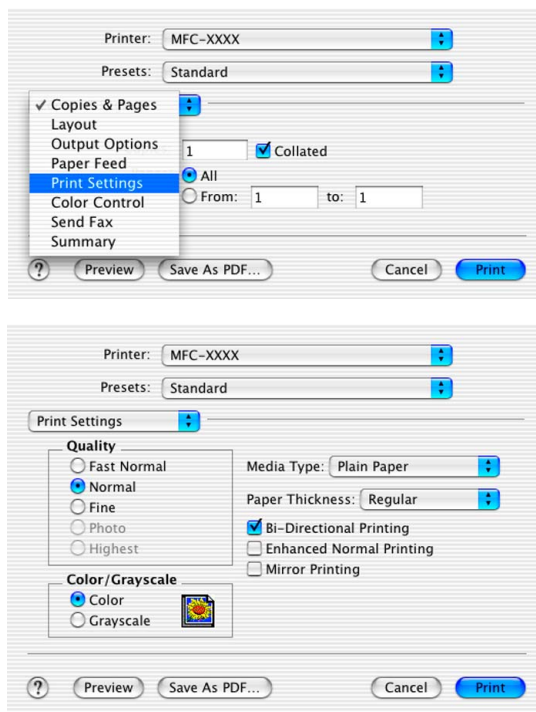 Printer: MFC-XXXX
Presets: Standard
✓ Copies & Pages
Layout
Output Options
Paper Feed
Print Settings
Color Control
Send Fax
Summary
1 Collated
All
From: 1 to: 1
? Preview Save As PDF... Cancel Print
Printer: MFC-XXXX
Presets: Standard
Print Settings
Quality
Fast Normal
Normal
Fine
Photo
Highest
Color/Grayscale
Color
Grayscale
Media Type: Plain Paper
Paper Thickness: Regular
Bi-Directional Printing
Enhanced Normal Printing
Mirror Printing
? Preview Save As PDF... Cancel Print